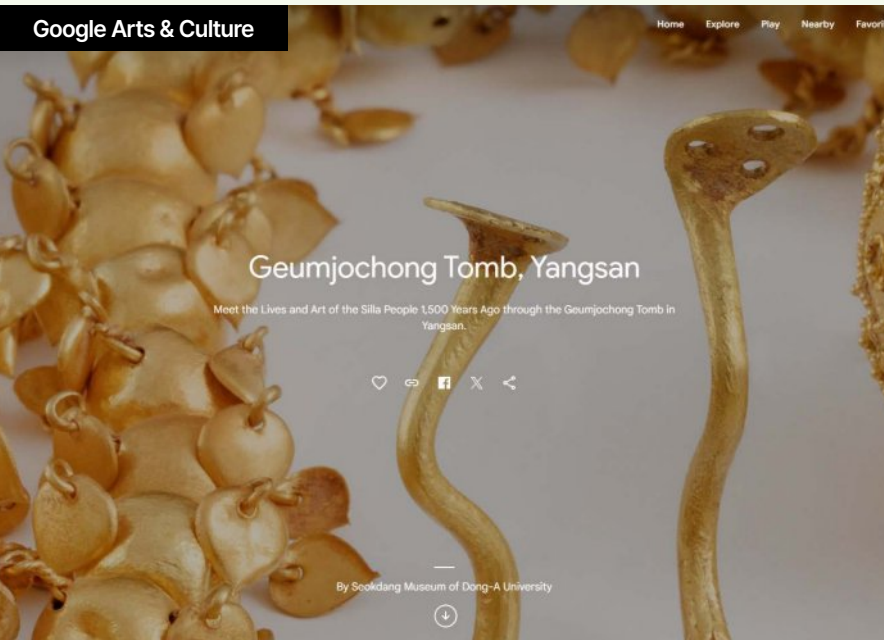 Google Arts & Culture
Home Explore Play Nearby
Geumjochong Tomb, Yangsan
Meet the Lives and Art of the Silla People 1,500 Years Ago through the Geumjochong Tomb in
Yangsan.
By Seokdang Museum of Dong-A University